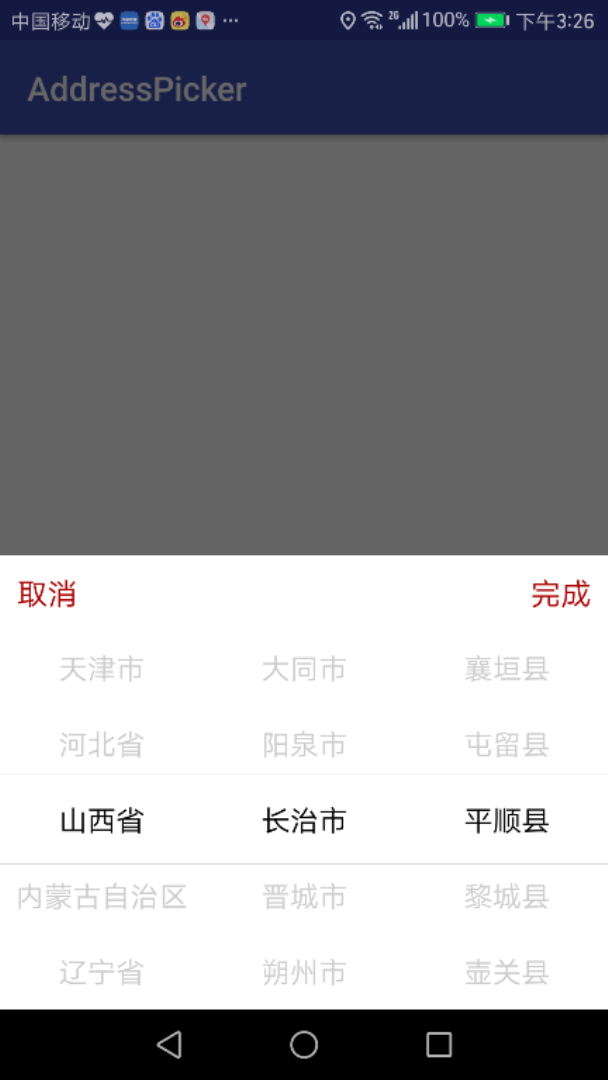 中国移动 ... 2G 100% 下午3:26
AddressPicker
取消 完成
天津市 大同市 襄垣县
河北省 阳泉市 屯留县
山西省 长治市 平顺县
内蒙古自治区 晋城市 黎城县
辽宁省 朔州市 壶关县